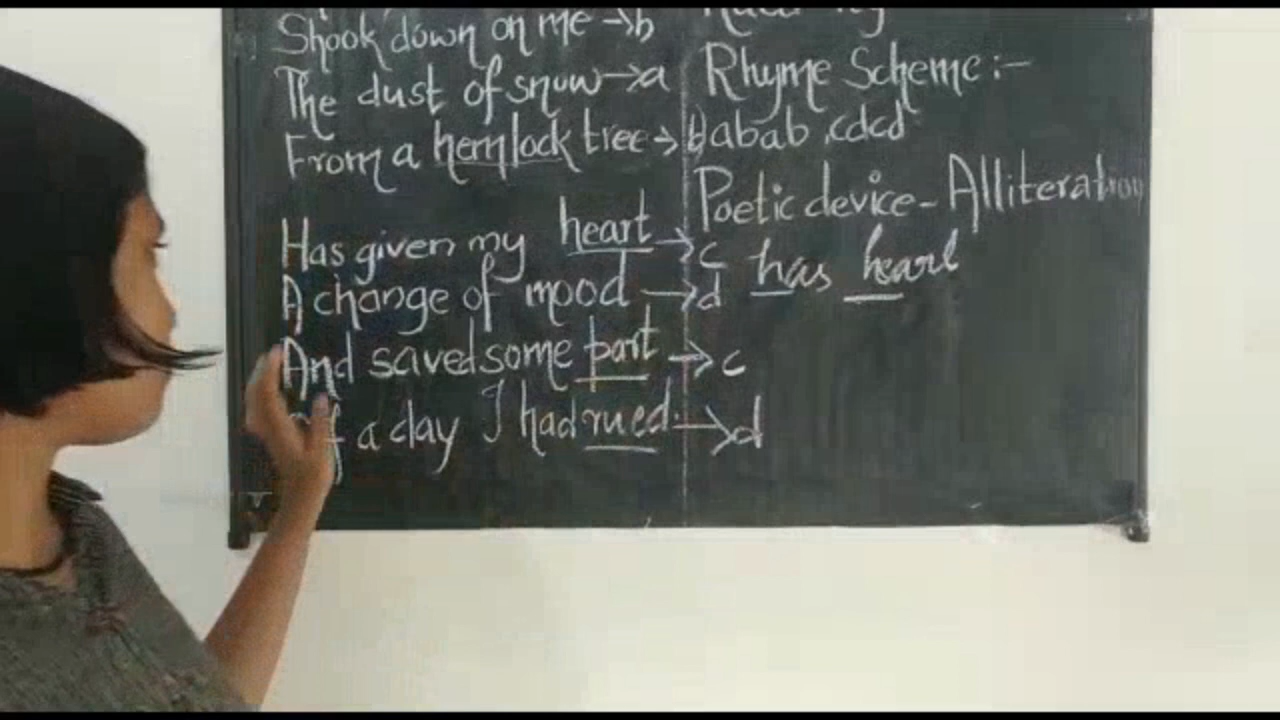 Shook down on me → b
The dust of snow → a
From a hemlock tree → b
Has given my heart → c
A change of mood → d
And saved some part → c
a day I had rued. → d
Rhyme Scheme :-
abab, cdcd
Poetic device - Alliteration
has heart